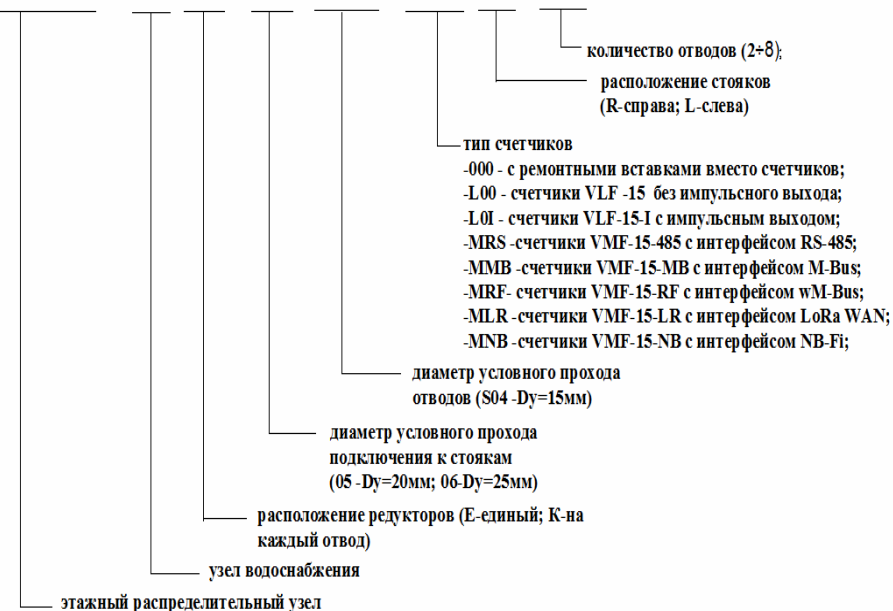 количество отводов (2÷8);
расположение стояков
(R-справа; L-слева)
тип счетчиков
-000 - с ремонтными вставками вместо счетчиков;
-L00 - счетчики VLF -15 без импульсного выхода;
-L0I - счетчики VLF-15-I с импульсным выходом;
-MRS -счетчики VMF-15-485 с интерфейсом RS-485;
-MMB -счетчики VMF-15-MB с интерфейсом M-Bus;
-MRF- счетчики VMF-15-RF с интерфейсом wM-Bus;
-MLR -счетчики VMF-15-LR с интерфейсом LoRa WAN;
-MNB -счетчики VMF-15-NB с интерфейсом NB-Fi;
диаметр условного прохода
отводов (S04 -Dy=15мм)
диаметр условного прохода
подключения к стоякам
(05 -Dy=20мм; 06-Dy=25мм)
расположение редукторов (Е-единый; К-на
каждый отвод)
узел водоснабжения
этажный распределительный узел